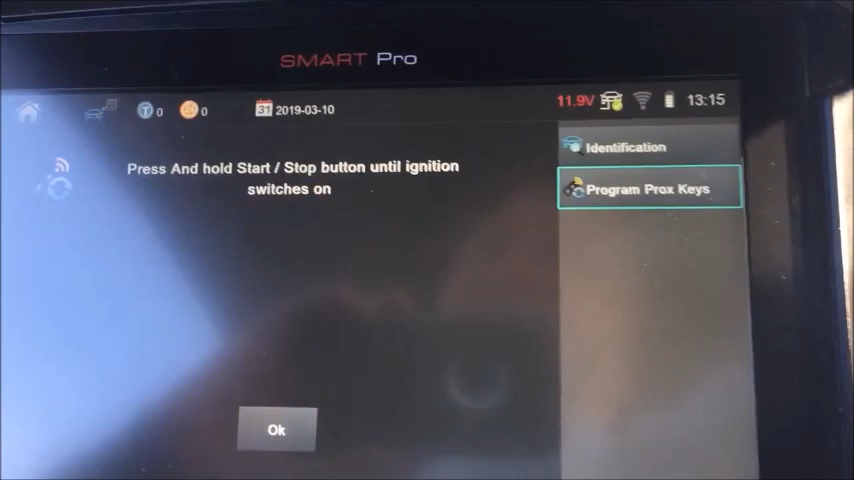 SMART Pro
T 0
0
31 2019-03-10
11.9V
13:15
Press And hold Start / Stop button until ignition
switches on
Identification
Program Prox Keys
Ok